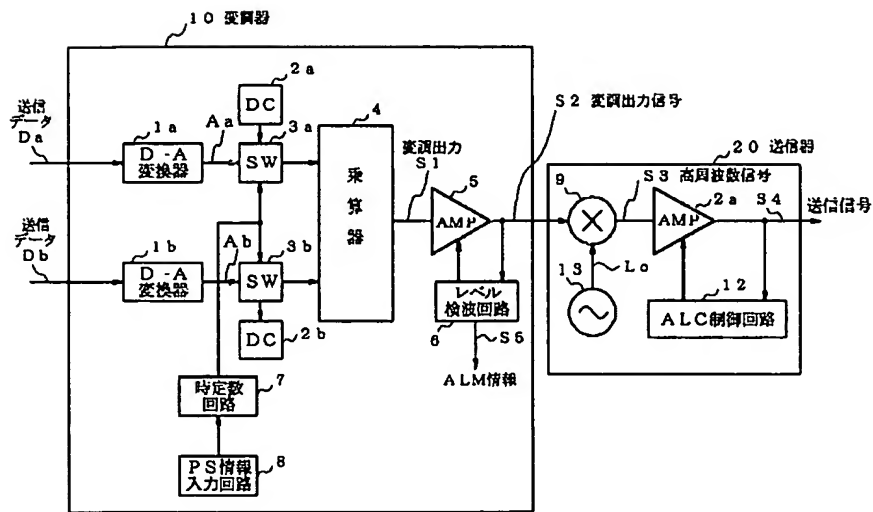 10 変調器
送信
データ
Da
1a
D-A
変換器
Aa
2a
DC
3a
SW
4
乗
算
器
変調出力
S1
5
AMP
S2 変調出力信号
20 送信器
9
S3 高周波数信号
2a
AMP
S4
送信信号
送信
データ
Db
1b
D-A
変換器
Ab
3b
SW
DC
2b
レベル
検波回路
6
S5
ALM情報
13
Lo
12
ALC制御回路
時定数
回路
7
PS情報
入力回路
8